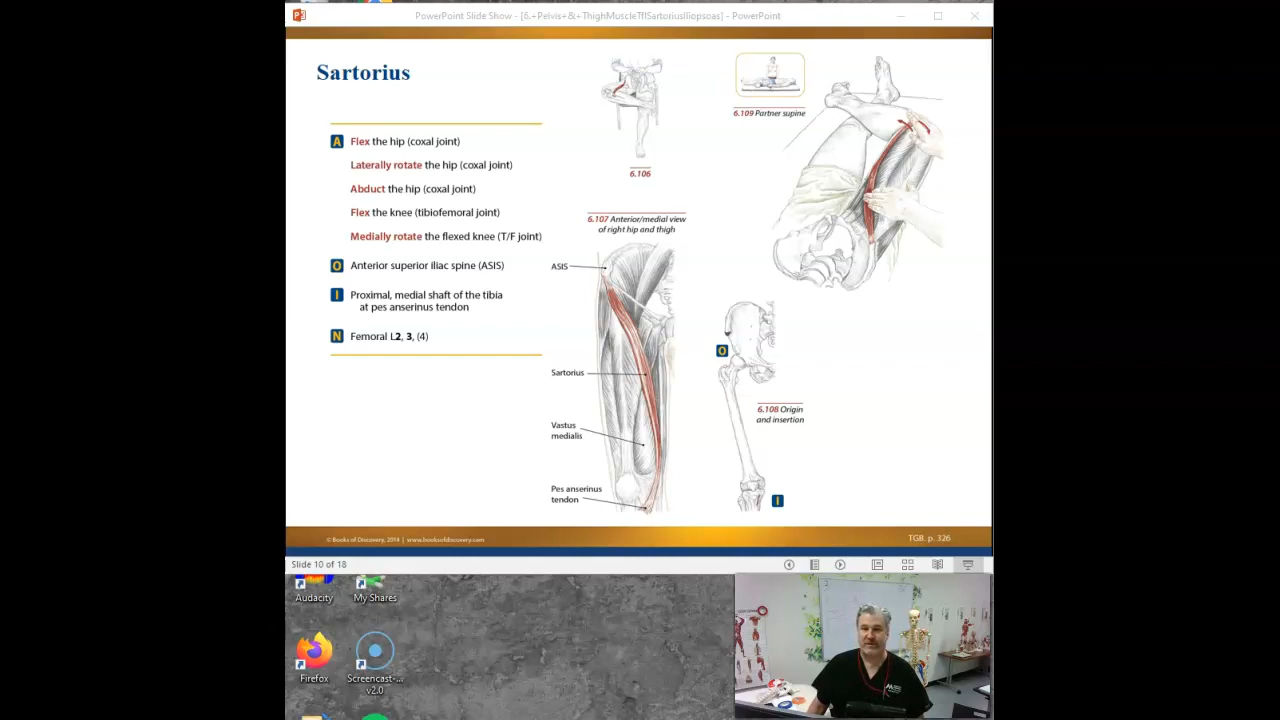 PowerPoint Slide Show - [6.+Pelvis+&+ThighMuscleTflSartoriusIliopsoas] - PowerPoint
Sartorius
A Flex the hip (coxal joint)
Laterally rotate the hip (coxal joint)
Abduct the hip (coxal joint)
Flex the knee (tibiofemoral joint)
Medially rotate the flexed knee (T/F joint)
O Anterior superior iliac spine (ASIS)
I Proximal, medial shaft of the tibia
at pes anserinus tendon
N Femoral L2, 3, (4)
6.106
6.107 Anterior/medial view
of right hip and thigh
ASIS
Sartorius
Vastus
medialis
Pes anserinus
tendon
6.109 Partner supine
O
6.108 Origin
and insertion
I
© Books of Discovery, 2014 | www.booksofdiscovery.com
TGB. p. 326
Slide 10 of 18
Audacity
My Shares
Firefox
Screencast-...
v2.0